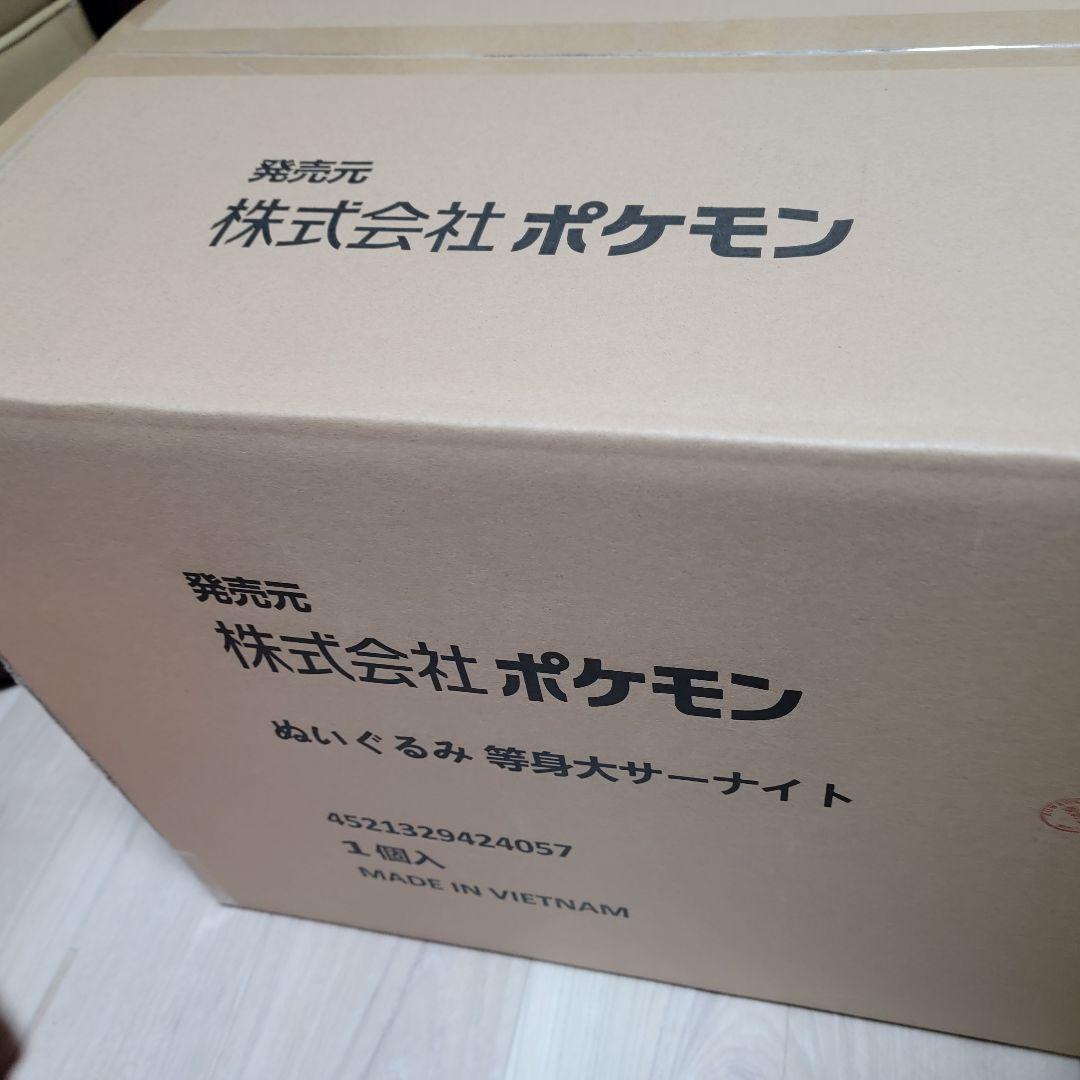 発売元
株式会社 ポケモン
発売元
株式会社 ポケモン
ぬいぐるみ 等身大サーナイト
4521329424057
1個入
MADE IN VIETNAM